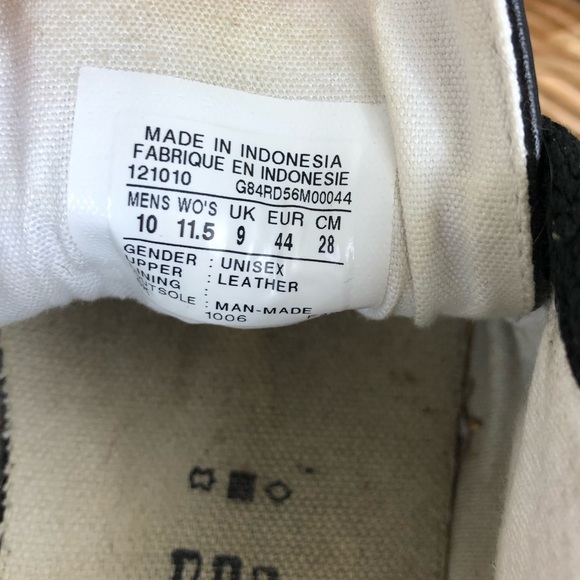 MADE IN INDONESIA
FABRIQUE EN INDONESIE
121010 G84RD56M00044
MENS WO'S UK EUR CM
10 11.5 9 44 28
GENDER : UNISEX
UPPER : LEATHER
: MAN-MADE
1006